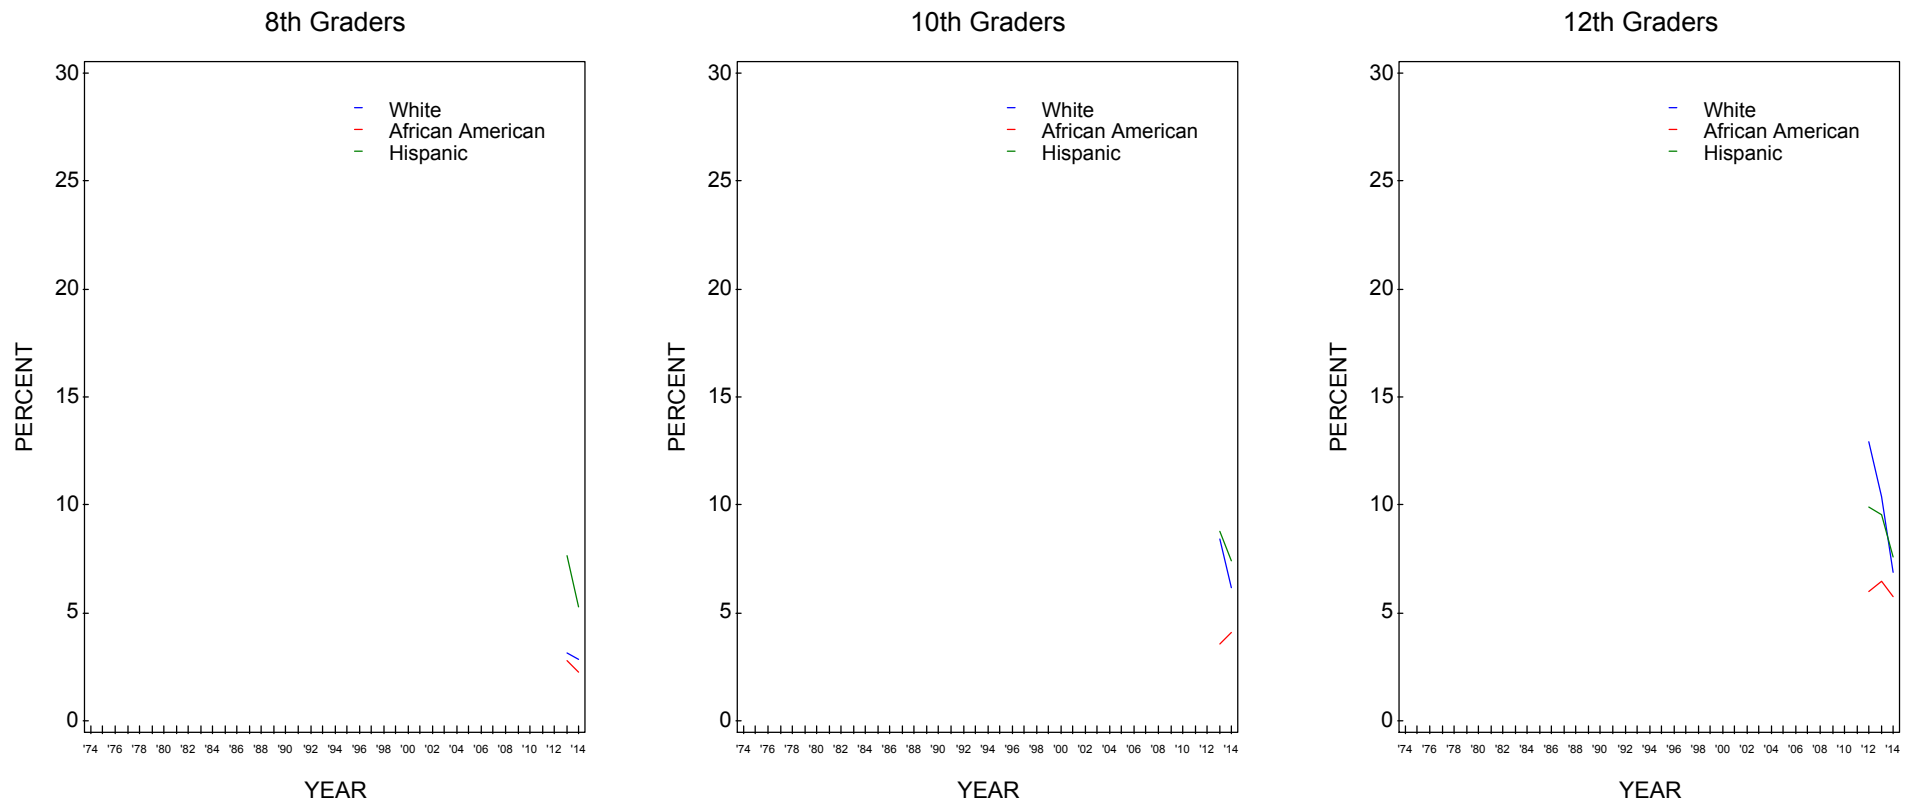 8th Graders
30
25
20
15
10
5
0
PERCENT
White
African American
Hispanic
'74 '76 '78 '80 '82 '84 '86 '88 '90 '92 '94 '96 '98 '00 '02 '04 '06 '08 '10 '12 '14
YEAR
10th Graders
30
25
20
15
10
5
0
PERCENT
White
African American
Hispanic
'74 '76 '78 '80 '82 '84 '86 '88 '90 '92 '94 '96 '98 '00 '02 '04 '06 '08 '10 '12 '14
YEAR
12th Graders
30
25
20
15
10
5
0
PERCENT
White
African American
Hispanic
'74 '76 '78 '80 '82 '84 '86 '88 '90 '92 '94 '96 '98 '00 '02 '04 '06 '08 '10 '12 '14
YEAR